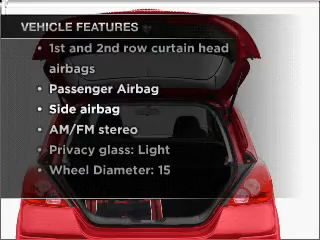 VEHICLE FEATURES
• 1st and 2nd row curtain head
airbags
• Passenger Airbag
• Side airbag
• AM/FM stereo
• Privacy glass: Light
• Wheel Diameter: 15